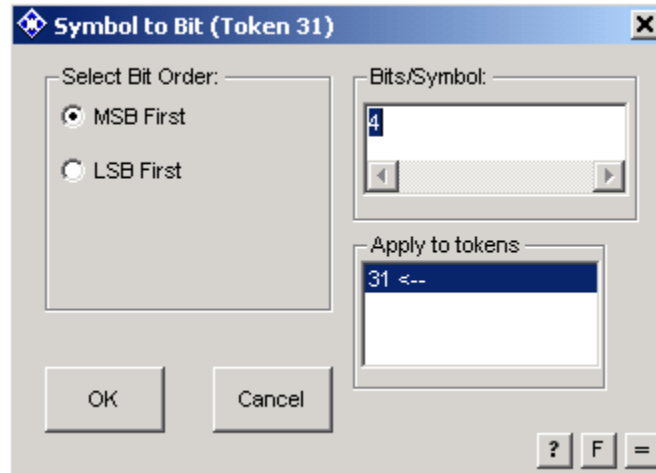 Symbol to Bit (Token 31)
Select Bit Order:
MSB First
LSB First
Bits/Symbol:
4
Apply to tokens
31 <--
OK
Cancel
? F =